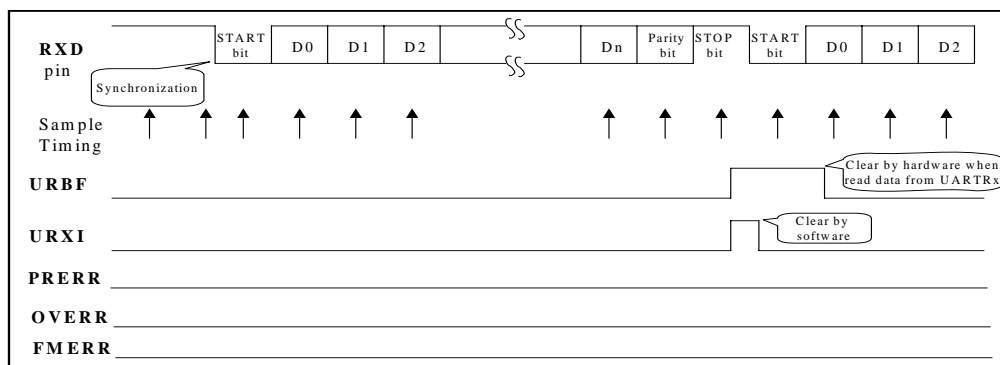 RXD
pin
START
bit
D0
D1
D2
Dn
Parity
bit
STOP
bit
START
bit
D0
D1
D2
Synchronization
Sample
Timing
URBF
Clear by hardware when
read data from UARTRx
URXI
Clear by
software
PRERR
OVERR
FMERR